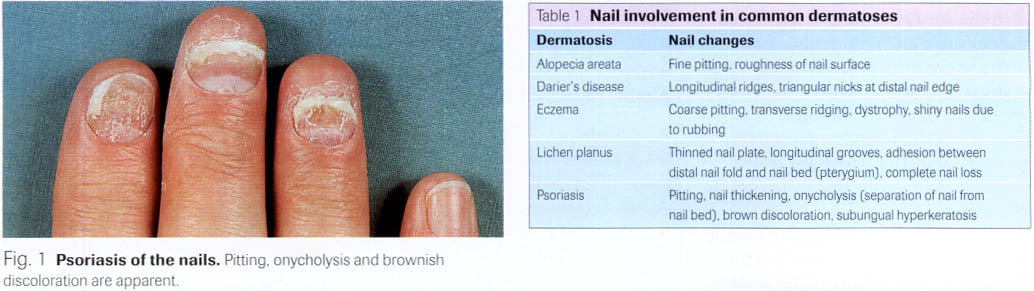 Table 1 Nail involvement in common dermatoses
Dermatosis Nail changes
Alopecia areata Fine pitting, roughness of nail surface
Darier's disease Longitudinal ridges, triangular nicks at distal nail edge
Eczema Coarse pitting, transverse ridging, dystrophy, shiny nails due
to rubbing
Lichen planus Thinned nail plate, longitudinal grooves, adhesion between
distal nail fold and nail bed (pterygium), complete nail loss
Psoriasis Pitting, nail thickening, onycholysis (separation of nail from
nail bed), brown discoloration, subungual hyperkeratosis
Fig. 1 Psoriasis of the nails. Pitting, onycholysis and brownish
discoloration are apparent.